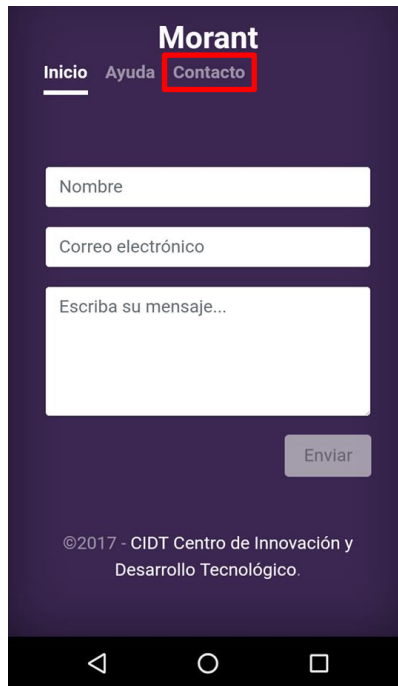 Morant
Inicio Ayuda Contacto
Nombre
Correo electrónico
Escriba su mensaje...
Enviar
©2017 - CIDT Centro de Innovación y
Desarrollo Tecnológico.